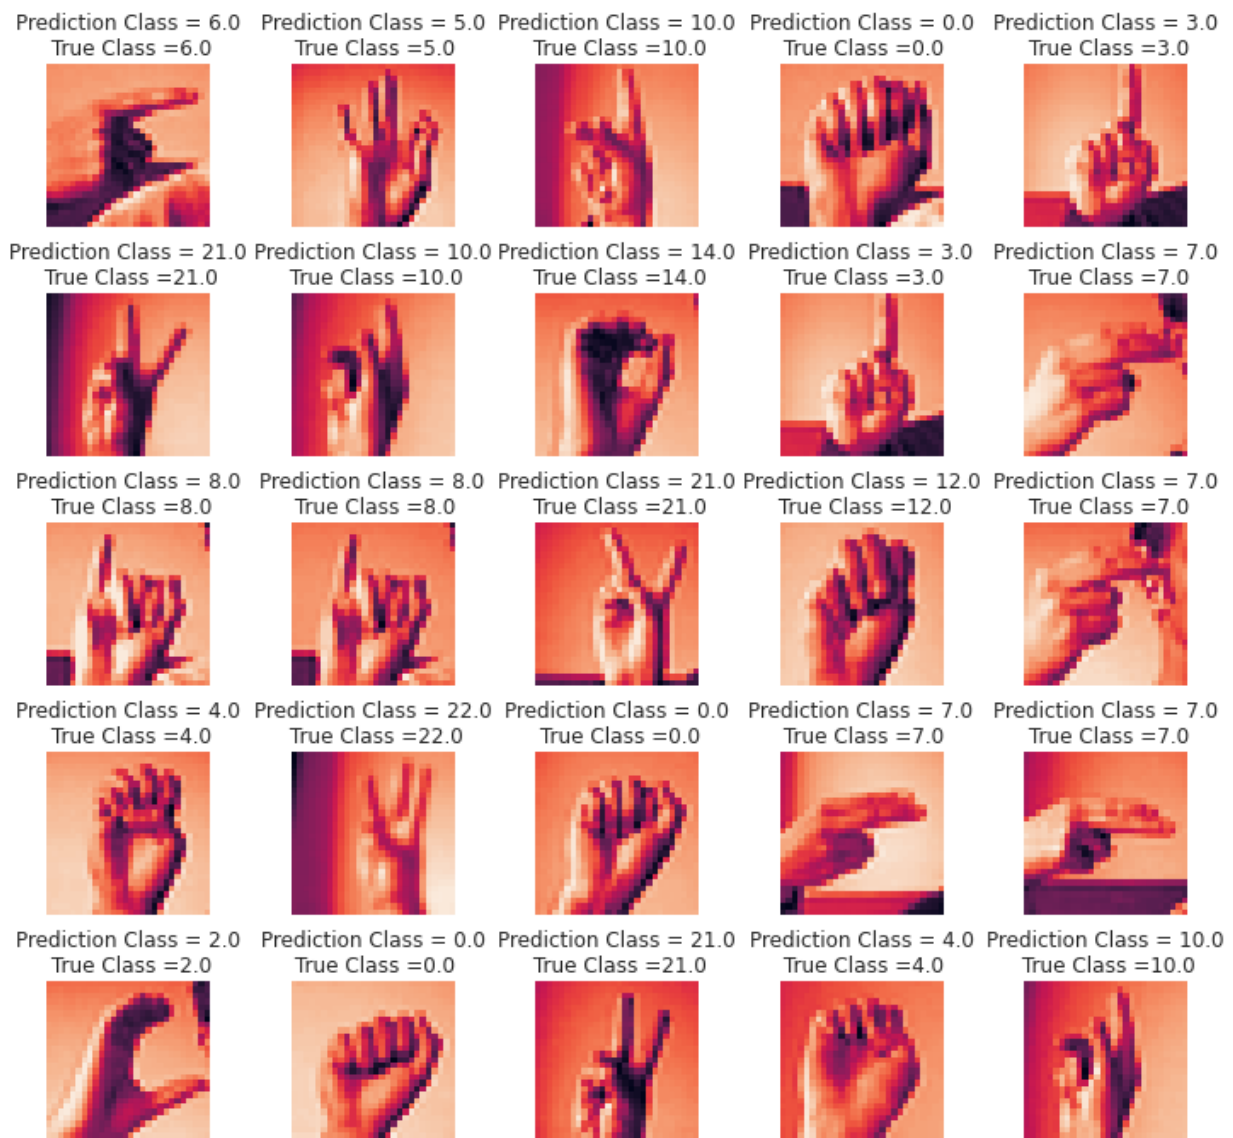 Prediction Class = 6.0 Prediction Class = 5.0 Prediction Class = 10.0 Prediction Class = 0.0 Prediction Class = 3.0
True Class =6.0 True Class =5.0 True Class =10.0 True Class =0.0 True Class =3.0
Prediction Class = 21.0 Prediction Class = 10.0 Prediction Class = 14.0 Prediction Class = 3.0 Prediction Class = 7.0
True Class =21.0 True Class =10.0 True Class =14.0 True Class =3.0 True Class =7.0
Prediction Class = 8.0 Prediction Class = 8.0 Prediction Class = 21.0 Prediction Class = 12.0 Prediction Class = 7.0
True Class =8.0 True Class =8.0 True Class =21.0 True Class =12.0 True Class =7.0
Prediction Class = 4.0 Prediction Class = 22.0 Prediction Class = 0.0 Prediction Class = 7.0 Prediction Class = 7.0
True Class =4.0 True Class =22.0 True Class =0.0 True Class =7.0 True Class =7.0
Prediction Class = 2.0 Prediction Class = 0.0 Prediction Class = 21.0 Prediction Class = 4.0 Prediction Class = 10.0
True Class =2.0 True Class =0.0 True Class =21.0 True Class =4.0 True Class =10.0